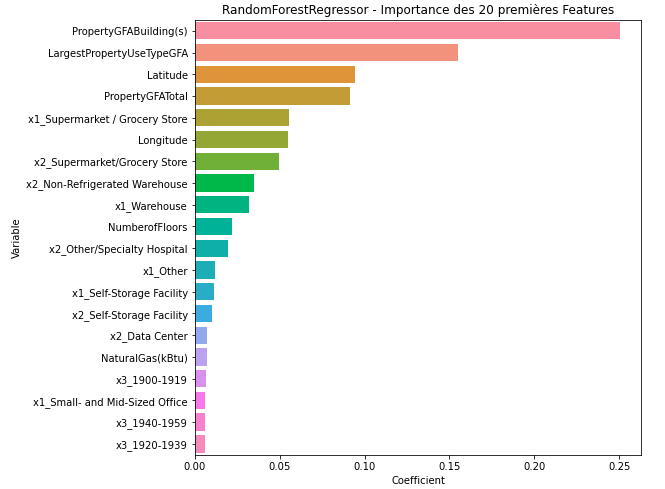 RandomForestRegressor - Importance des 20 premières Features
PropertyGFABuilding(s)
LargestPropertyUseTypeGFA
Latitude
PropertyGFATotal
x1_Supermarket / Grocery Store
Longitude
x2_Supermarket/Grocery Store
x2_Non-Refrigerated Warehouse
x1_Warehouse
NumberofFloors
x2_Other/Specialty Hospital
x1_Other
x1_Self-Storage Facility
x2_Self-Storage Facility
x2_Data Center
NaturalGas(kBtu)
x3_1900-1919
x1_Small- and Mid-Sized Office
x3_1940-1959
x3_1920-1939
Variable
0.00 0.05 0.10 0.15 0.20 0.25
Coefficient